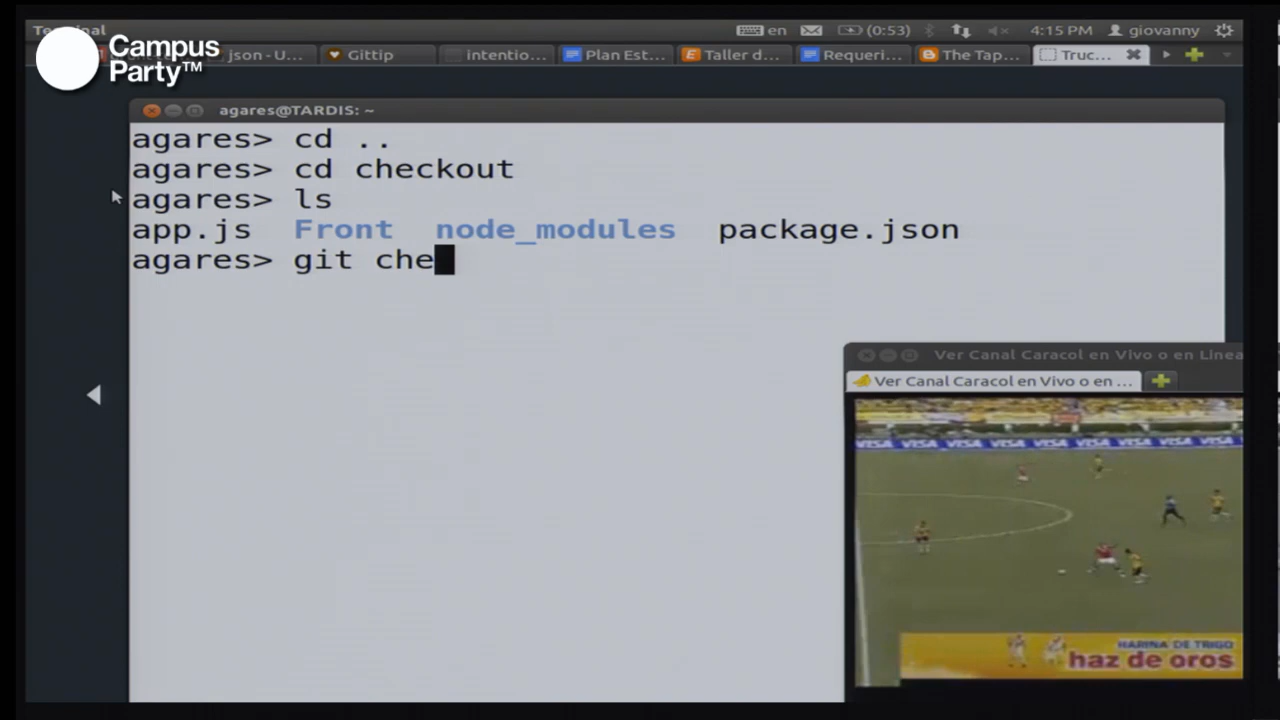 Campus
Party™
Terminal
en
(0:53)
4:15 PM
giovanny
json - U...
Gittip
intentio...
Plan Est...
Taller d...
Requeri...
The Tap...
Truc...
agares@TARDIS: ~
agares> cd ..
agares> cd checkout
agares> ls
app.js Front node_modules package.json
agares> git che
Ver Canal Caracol en Vivo o en Linea
Ver Canal Caracol en Vivo o en ...
VISA VISA VISA VISA VISA VISA
HARINA DE TRIGO
haz de oros